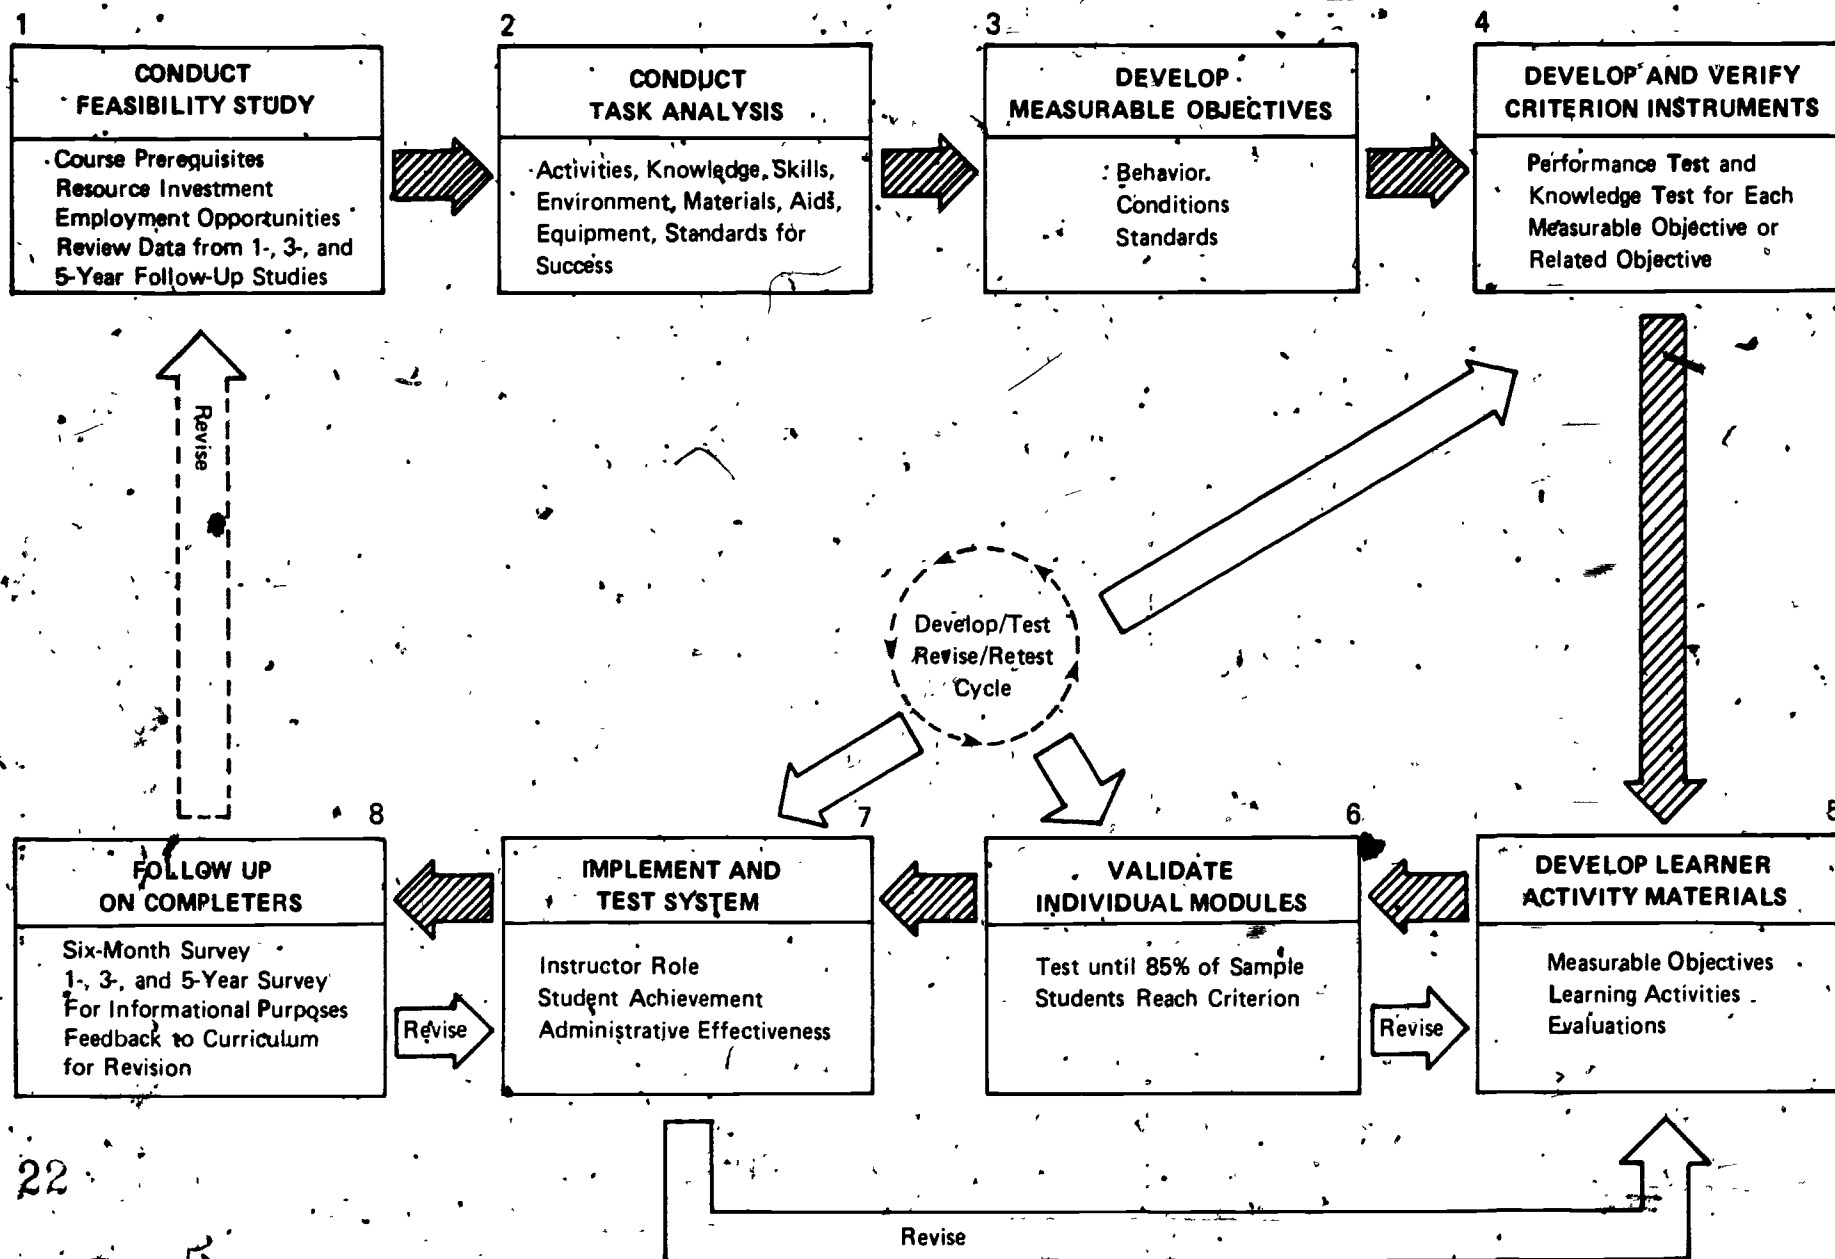 1
CONDUCT
FEASIBILITY STUDY
Course Prerequisites
Resource Investment
Employment Opportunities
Review Data from 1-, 3-, and
5-Year Follow-Up Studies
2
CONDUCT
TASK ANALYSIS
Activities, Knowledge, Skills,
Environment, Materials, Aids,
Equipment, Standards for
Success
3
DEVELOP
MEASURABLE OBJECTIVES
Behavior
Conditions
Standards
4
DEVELOP AND VERIFY
CRITERION INSTRUMENTS
Performance Test and
Knowledge Test for Each
Measurable Objective or
Related Objective
Revise
Develop/Test
Revise/Retest
Cycle
8
FOLLOW UP
ON COMPLETERS
Six-Month Survey
1-, 3-, and 5-Year Survey
For Informational Purposes
Feedback to Curriculum
for Revision
Revise
7
IMPLEMENT AND
TEST SYSTEM
Instructor Role
Student Achievement
Administrative Effectiveness
6
VALIDATE
INDIVIDUAL MODULES
Test until 85% of Sample
Students Reach Criterion
Revise
5
DEVELOP LEARNER
ACTIVITY MATERIALS
Measurable Objectives
Learning Activities
Evaluations
22
Revise